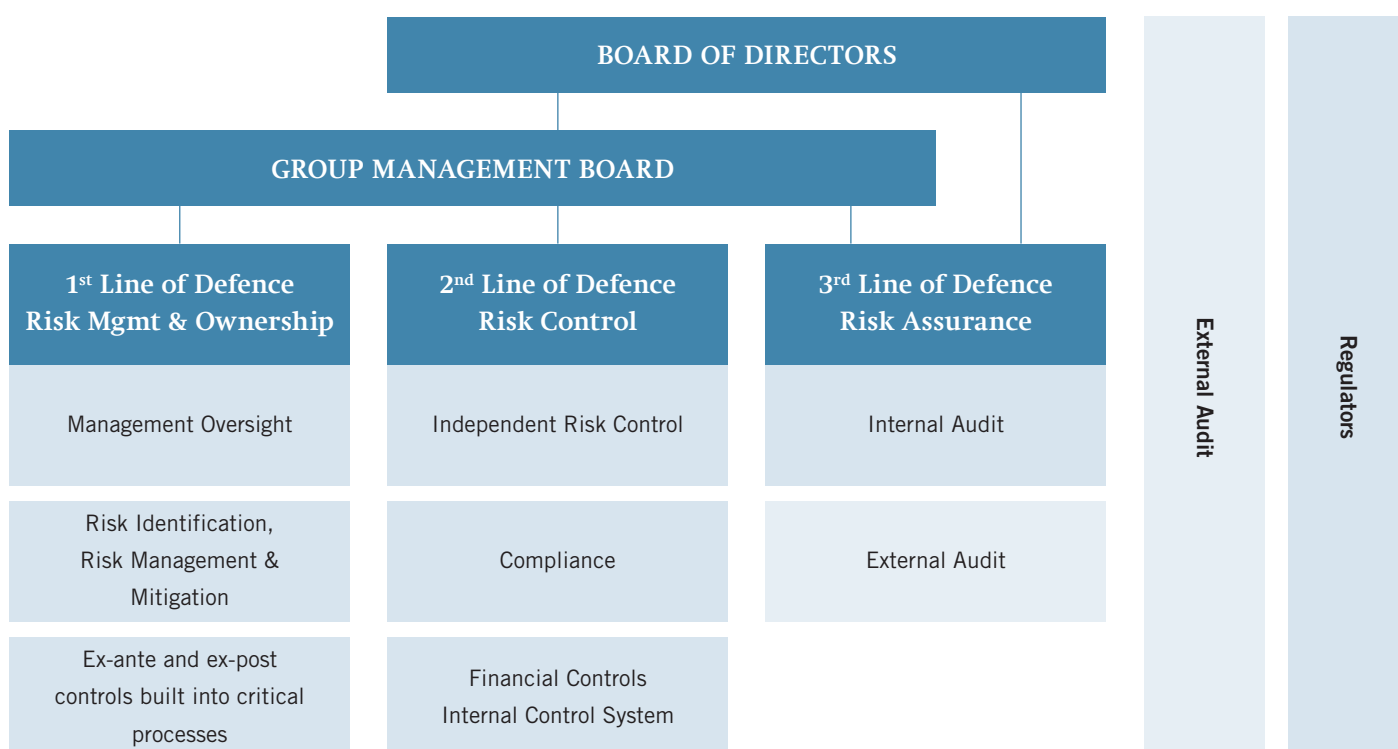 BOARD OF DIRECTORS
GROUP MANAGEMENT BOARD
1st Line of Defence
Risk Mgmt & Ownership
2nd Line of Defence
Risk Control
3rd Line of Defence
Risk Assurance
Management Oversight
Independent Risk Control
Internal Audit
Risk Identification,
Risk Management &
Mitigation
Compliance
External Audit
Ex-ante and ex-post
controls built into critical
processes
Financial Controls
Internal Control System
External Audit
Regulators